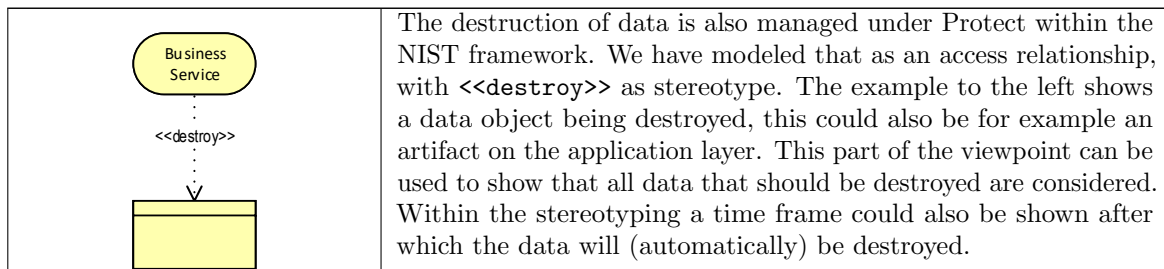 Business
Service
<<destroy>>
The destruction of data is also managed under Protect within the
NIST framework. We have modeled that as an access relationship,
with <<destroy>> as stereotype. The example to the left shows
a data object being destroyed, this could also be for example an
artifact on the application layer. This part of the viewpoint can be
used to show that all data that should be destroyed are considered.
Within the stereotyping a time frame could also be shown after
which the data will (automatically) be destroyed.